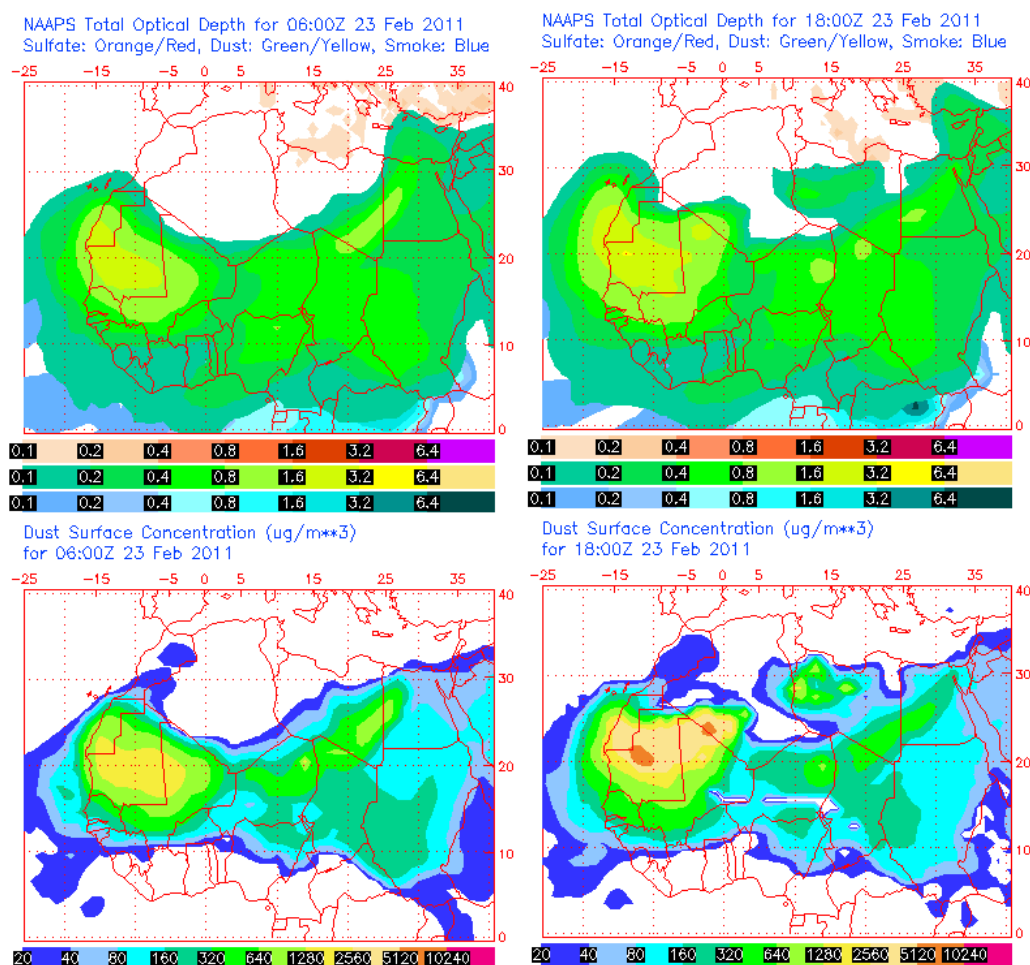 NAAPS Total Optical Depth for 06:00Z 23 Feb 2011
Sulfate: Orange/Red, Dust: Green/Yellow, Smoke: Blue
-25 -15 -5 0 5 15 25 35
40
30
20
10
0
0.1 0.2 0.4 0.8 1.6 3.2 6.4
0.1 0.2 0.4 0.8 1.6 3.2 6.4
0.1 0.2 0.4 0.8 1.6 3.2 6.4
NAAPS Total Optical Depth for 18:00Z 23 Feb 2011
Sulfate: Orange/Red, Dust: Green/Yellow, Smoke: Blue
-25 -15 -5 0 5 15 25 35
40
30
20
10
0
0.1 0.2 0.4 0.8 1.6 3.2 6.4
0.1 0.2 0.4 0.8 1.6 3.2 6.4
0.1 0.2 0.4 0.8 1.6 3.2 6.4
Dust Surface Concentration (ug/m**3)
for 06:00Z 23 Feb 2011
-25 -15 -5 0 5 15 25 35
40
30
20
10
0
20 40 80 160 320 640 1280 2560 5120 10240
Dust Surface Concentration (ug/m**3)
for 18:00Z 23 Feb 2011
-25 -15 -5 5 15 25 35
40
30
20
10
0
20 40 80 160 320 640 1280 2560 5120 10240